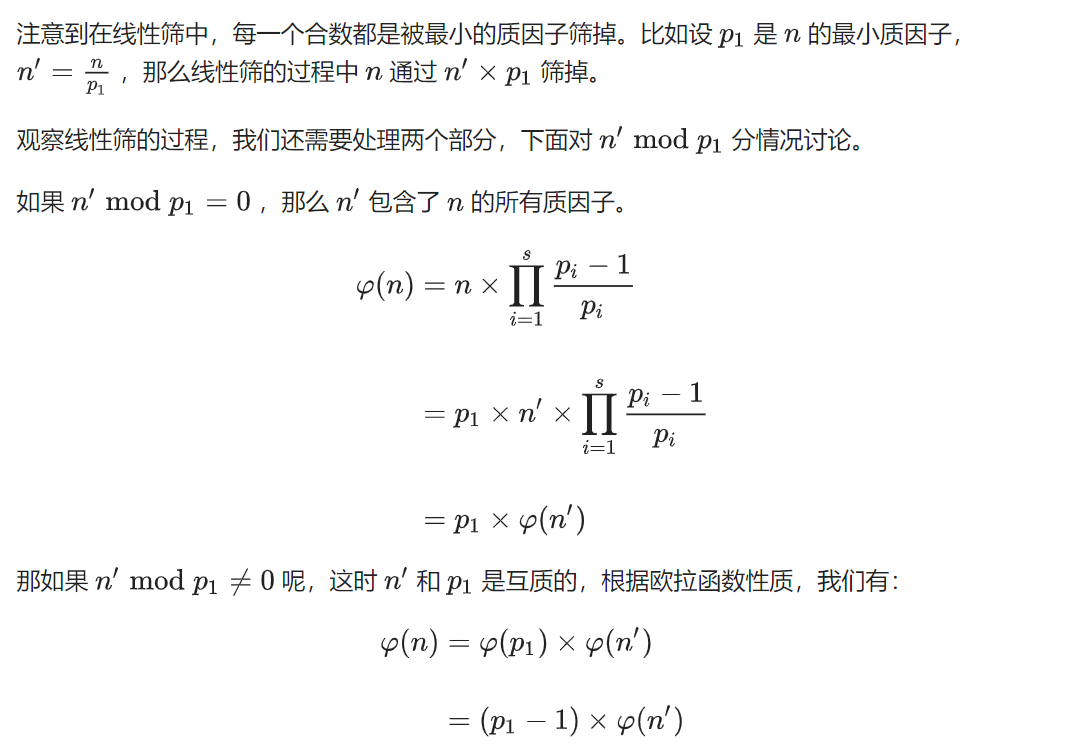 注意到在线性筛中，每一个合数都是被最小的质因子筛掉。比如设 $p_1$ 是 $n$ 的最小质因子，
$n' = \frac{n}{p_1}$ ，那么线性筛的过程中 $n$ 通过 $n' \times p_1$ 筛掉。
观察线性筛的过程，我们还需要处理两个部分，下面对 $n' \bmod p_1$ 分情况讨论。
如果 $n' \bmod p_1 = 0$ ，那么 $n'$ 包含了 $n$ 的所有质因子。
$\varphi(n) = n \times \prod_{i=1}^{s} \frac{p_i - 1}{p_i}$
$= p_1 \times n' \times \prod_{i=1}^{s} \frac{p_i - 1}{p_i}$
$= p_1 \times \varphi(n')$
那如果 $n' \bmod p_1 \neq 0$ 呢，这时 $n'$ 和 $p_1$ 是互质的，根据欧拉函数性质，我们有：
$\varphi(n) = \varphi(p_1) \times \varphi(n')$
$= (p_1 - 1) \times \varphi(n')$